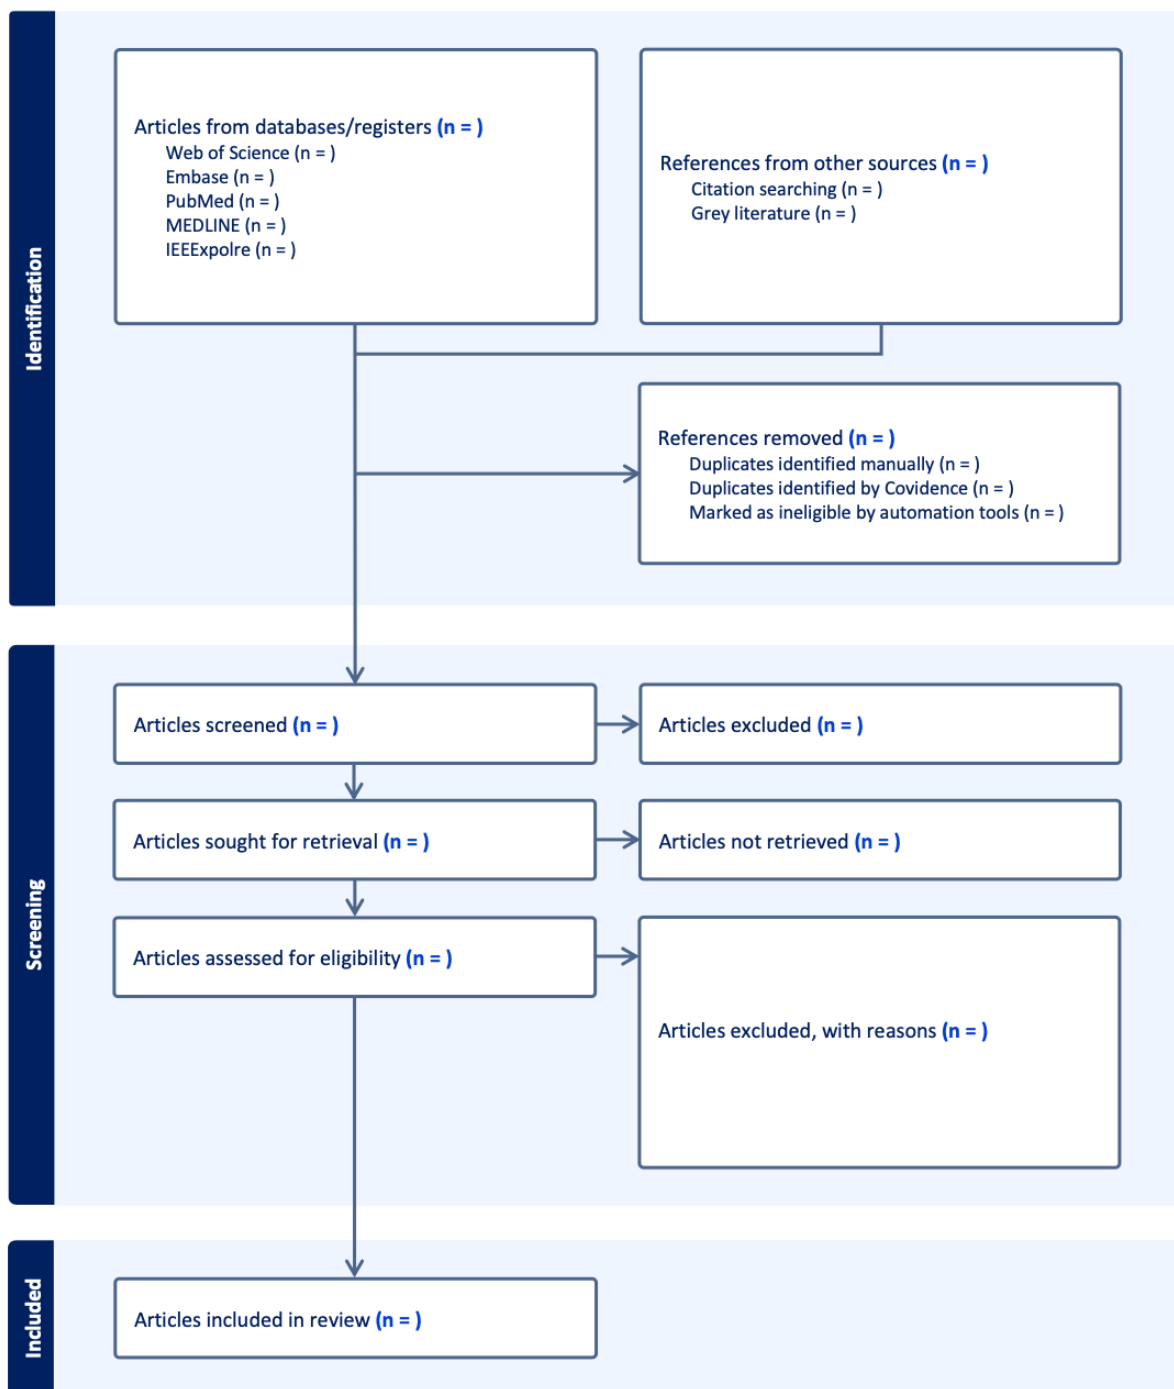 Identification
Articles from databases/registers (n = )
Web of Science (n = )
Embase (n = )
PubMed (n = )
MEDLINE (n = )
IEEExpolre (n = )
References from other sources (n = )
Citation searching (n = )
Grey literature (n = )
References removed (n = )
Duplicates identified manually (n = )
Duplicates identified by Covidence (n = )
Marked as ineligible by automation tools (n = )
Screening
Articles screened (n = )
Articles excluded (n = )
Articles sought for retrieval (n = )
Articles not retrieved (n = )
Articles assessed for eligibility (n = )
Articles excluded, with reasons (n = )
Included
Articles included in review (n = )